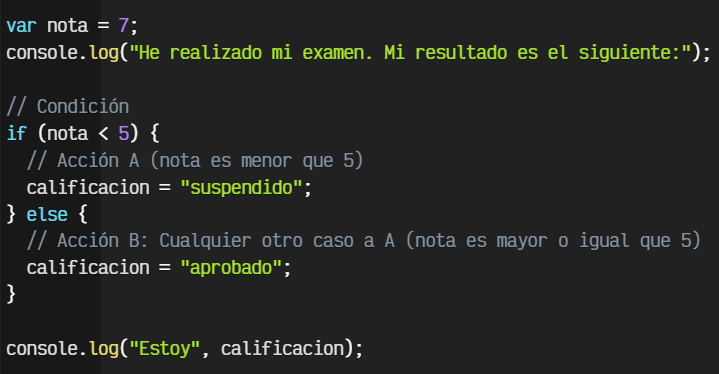 var nota = 7;
console.log("He realizado mi examen. Mi resultado es el siguiente:");
// Condición
if (nota < 5) {
// Acción A (nota es menor que 5)
calificacion = "suspendido";
} else {
// Acción B: Cualquier otro caso a A (nota es mayor o igual que 5)
calificacion = "aprobado";
}
console.log("Estoy", calificacion);